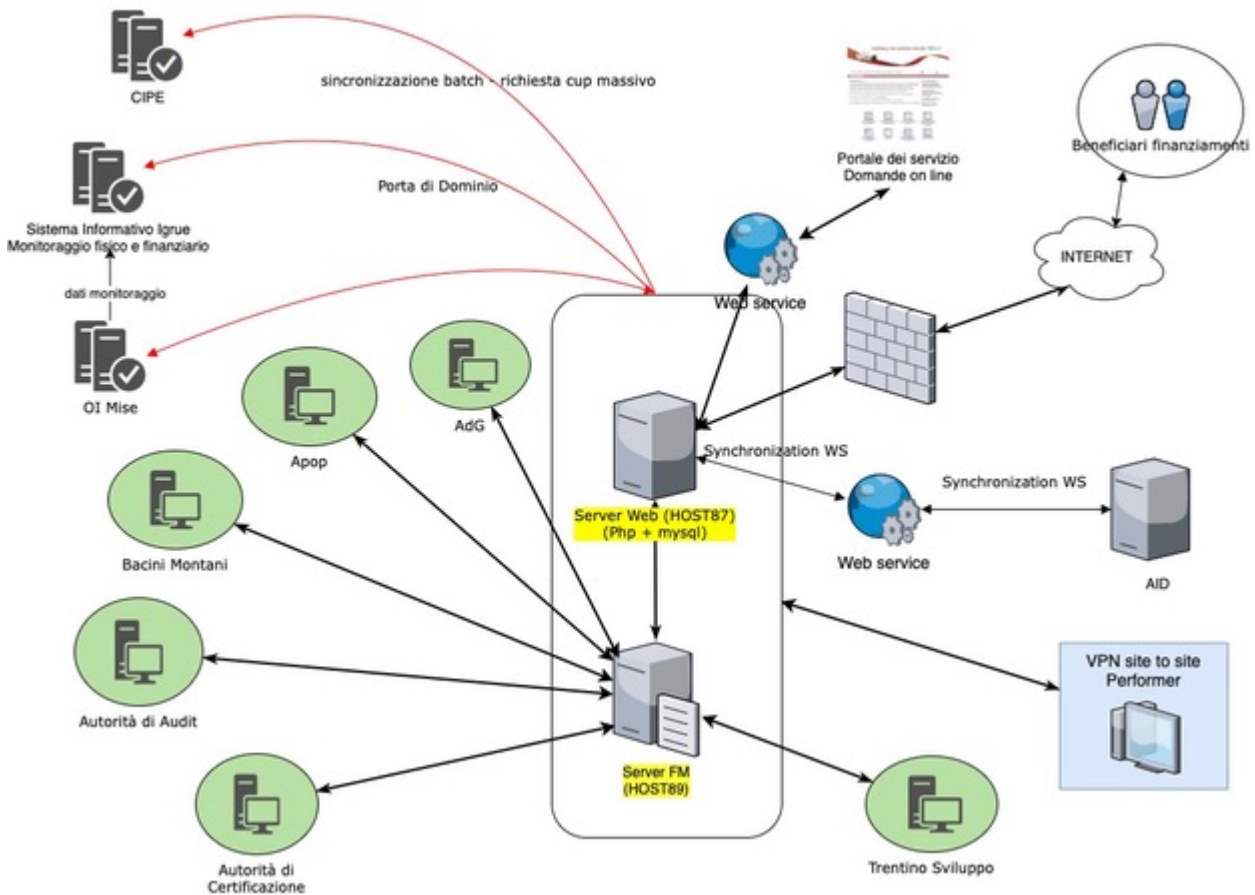 CIPE
sincronizzazione batch - richiesta cup massivo
Sistema Informativo Igrue
Monitoraggio fisico e finanziario
Porta di Dominio
dati monitoraggio
OI Mise
Portale dei servizio
Domande on line
Beneficiari finanziamenti
INTERNET
Web service
AdG
Apop
Bacini Montani
Autorità di Audit
Autorità di
Certificazione
Server Web (HOST87)
(Php + mysql)
Synchronization WS
Web service
Synchronization WS
AID
Server FM
(HOST89)
VPN site to site
Performer
Trentino Sviluppo